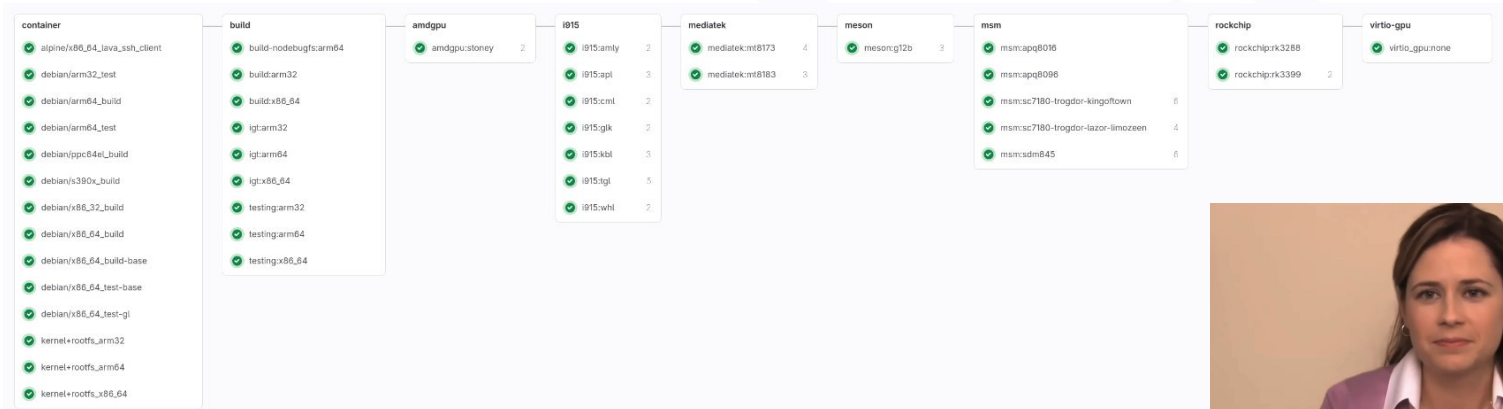 container
alpine/x86_64_lava_ssh_client
debian/arm32_test
debian/arm64_build
debian/arm64_test
debian/ppc64el_build
debian/s390x_build
debian/x86_32_build
debian/x86_64_build
debian/x86_64_build-base
debian/x86_64_test-base
debian/x86_64_test-gl
kernel+rootfs_arm32
kernel+rootfs_arm64
kernel+rootfs_x86_64
build
build-nodebugfs:arm64
build:arm32
build:x86_64
igt:arm32
igt:arm64
igt:x86_64
testing:arm32
testing:arm64
testing:x86_64
amdgpu
amdgpu:stoney 2
i915
i915:amly 2
i915:apl 3
i915:cml 2
i915:glk 2
i915:kbl 3
i915:tgl
i915:whl 2
mediatek
mediatek:mt8173 4
mediatek:mt8183 3
meson
meson:g12b 3
msm
msm:apq8016
msm:apq8096
msm:sc7180-trogdor-kingoftown 6
msm:sc7180-trogdor-lazor-limozeen 4
msm:sdm845 6
rockchip
rockchip:rk3288
rockchip:rk3399 2
virtio-gpu
virtio_gpu:none